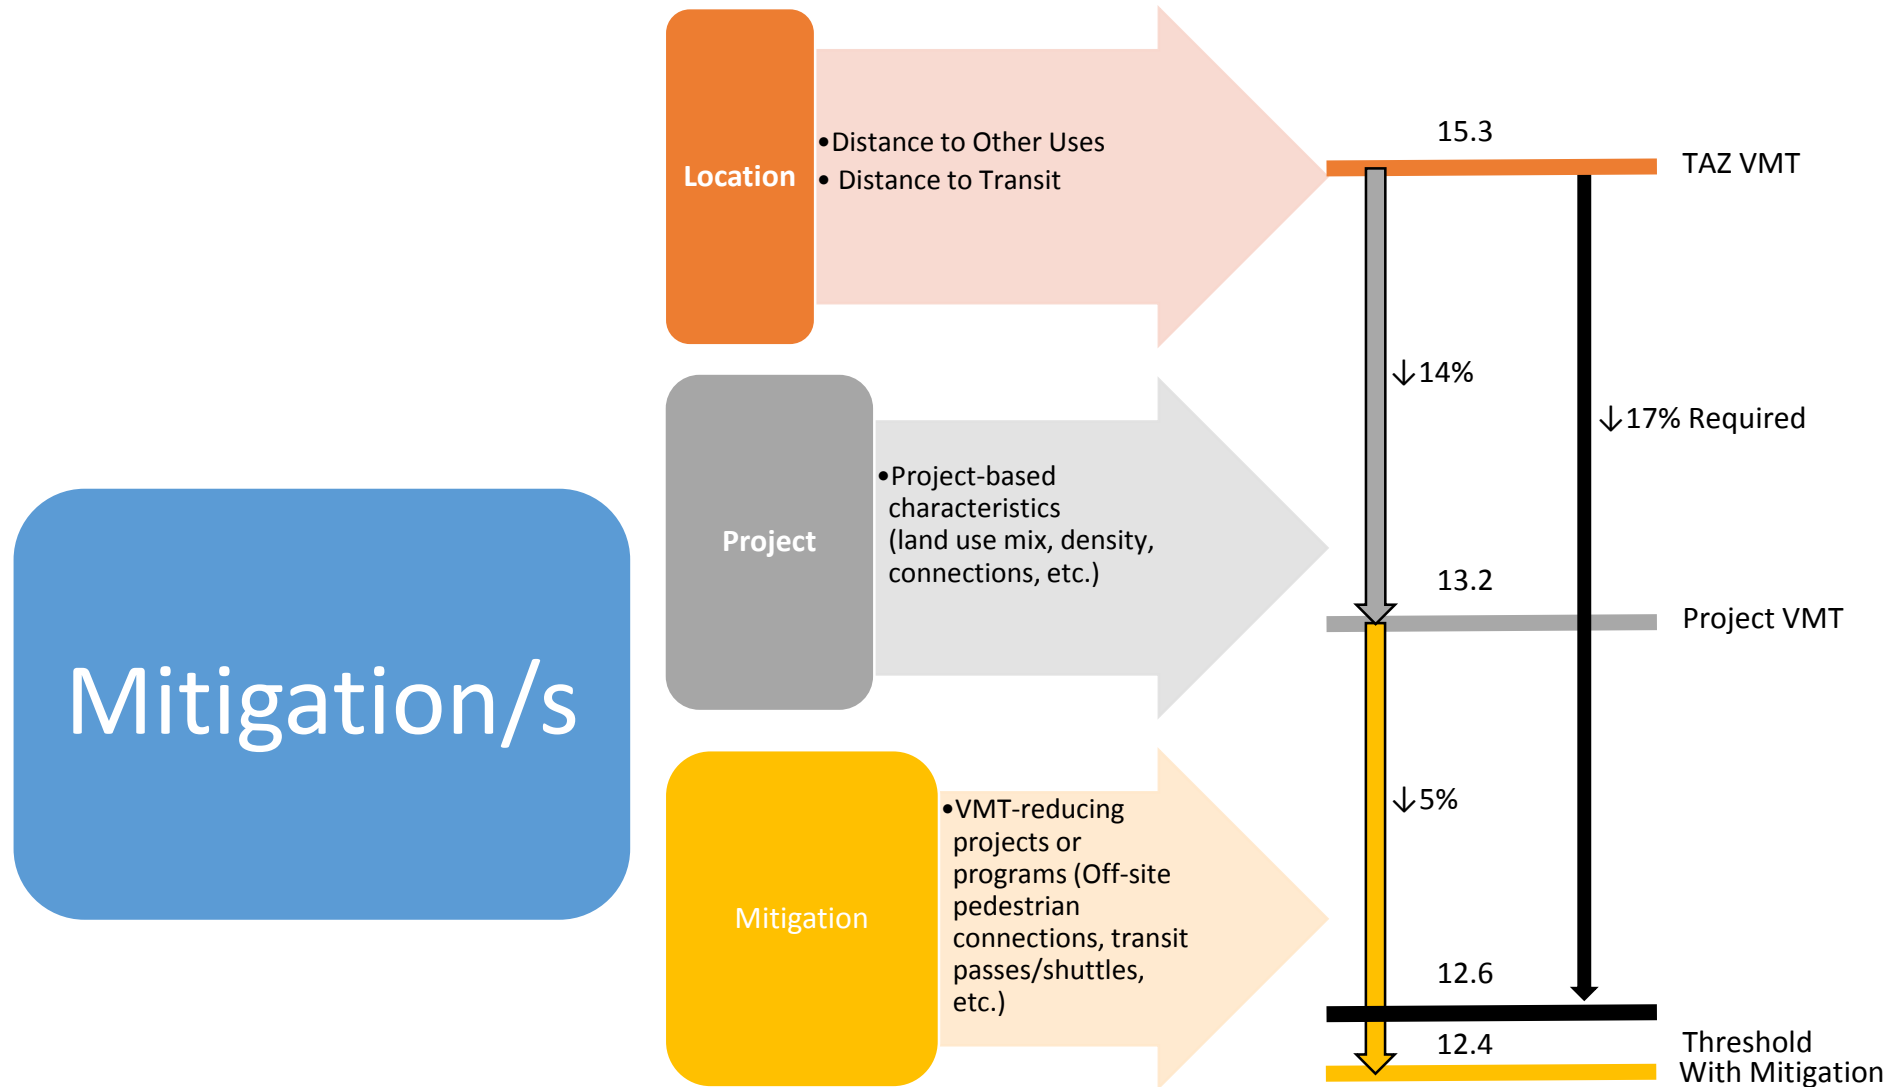 Mitigation/s
Location
•Distance to Other Uses
• Distance to Transit
Project
•Project-based
characteristics
(land use mix, density,
connections, etc.)
Mitigation
•VMT-reducing
projects or
programs (Off-site
pedestrian
connections, transit
passes/shuttles,
etc.)
15.3
TAZ VMT
↓14%
↓17% Required
13.2
Project VMT
↓5%
12.6
12.4
Threshold
With Mitigation